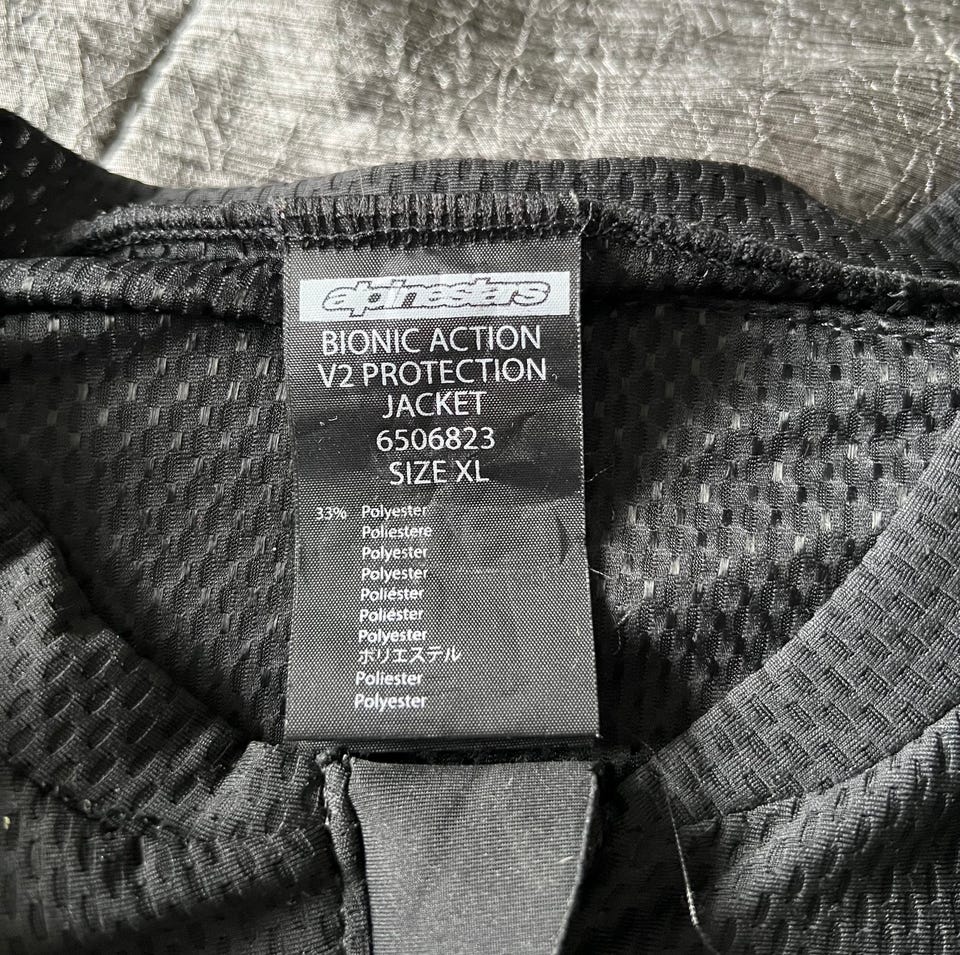 alpinestars
BIONIC ACTION
V2 PROTECTION
JACKET
6506823
SIZE XL
33% Polyester
Poliestere
Polyester
Polyester
Poliéster
Poliéster
Polyester
ポリエステル
Poliester
Polyester